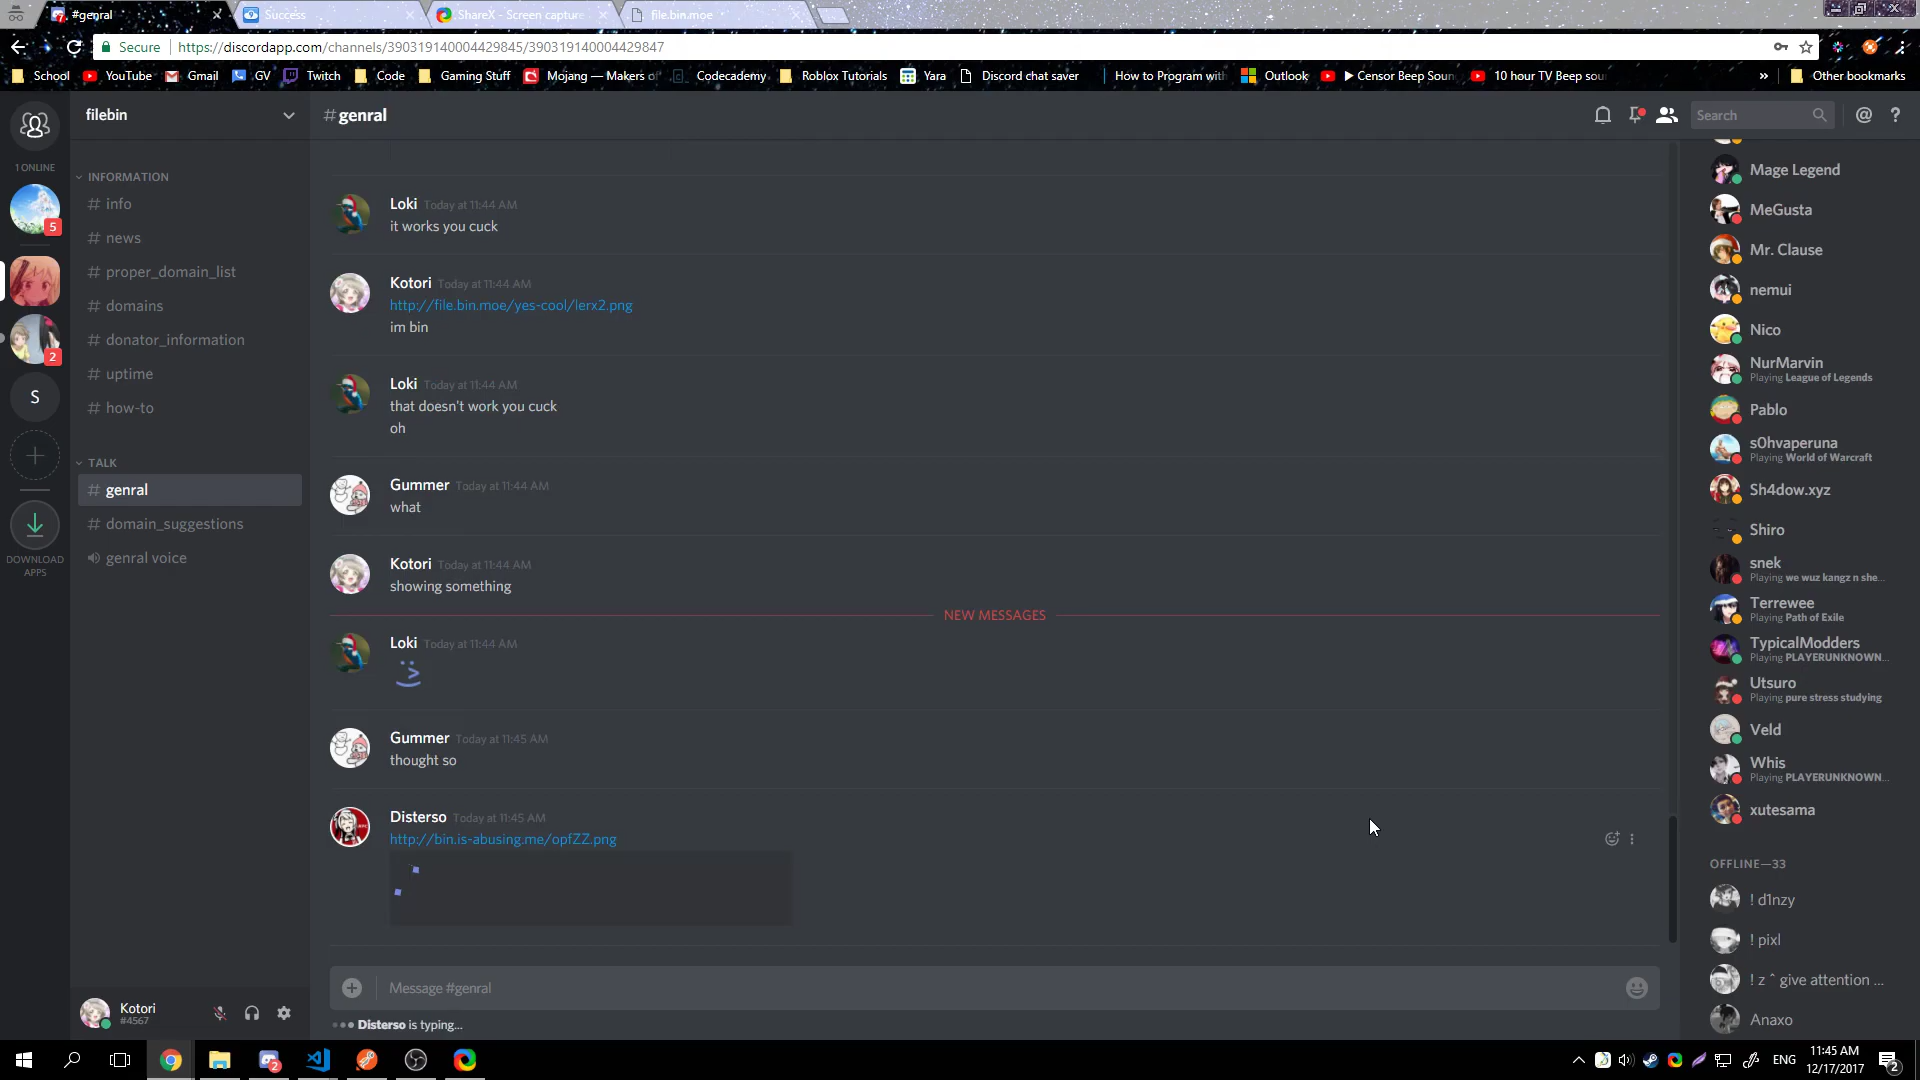 #genral
Success
ShareX - Screen capture
file.bin.moe
Secure
https://discordapp.com/channels/390319140004429845/390319140004429847
School
YouTube
Gmail
GV
Twitch
Code
Gaming Stuff
Mojang — Makers of
Codecademy
Roblox Tutorials
Yara
Discord chat saver
How to Program with
Outlook
Censor Beep Soun
10 hour TV Beep sou
» Other bookmarks
filebin
# genral
Search
@ ?
1 ONLINE
5
2
S
DOWNLOAD
APPS
INFORMATION
# info
# news
# proper_domain_list
# domains
# donator_information
# uptime
# how-to
TALK
# genral
# domain_suggestions
genral voice
Loki Today at 11:44 AM
it works you cuck
Kotori Today at 11:44 AM
http://file.bin.moe/yes-cool/lerx2.png
im bin
Loki Today at 11:44 AM
that doesn't work you cuck
oh
Gummer Today at 11:44 AM
what
Kotori Today at 11:44 AM
showing something
NEW MESSAGES
Loki Today at 11:44 AM
Gummer Today at 11:45 AM
thought so
Disterso Today at 11:45 AM
http://bin.is-abusing.me/opfZZ.png
Message #genral
Disterso is typing...
Kotori
#4567
Mage Legend
MeGusta
Mr. Clause
nemui
Nico
NurMarvin
Playing League of Legends
Pablo
s0hvaperuna
Playing World of Warcraft
Sh4dow.xyz
Shiro
snek
Playing we wuz kangz n she...
Terrewee
Playing Path of Exile
TypicalModders
Playing PLAYERUNKNOWN...
Utsuro
Playing pure stress studying
Veld
Whis
Playing PLAYERUNKNOWN...
xutesama
OFFLINE—33
! d1nzy
! pixl
! z ˆ give attention ...
Anaxo
2
ENG
11:45 AM
12/17/2017
2